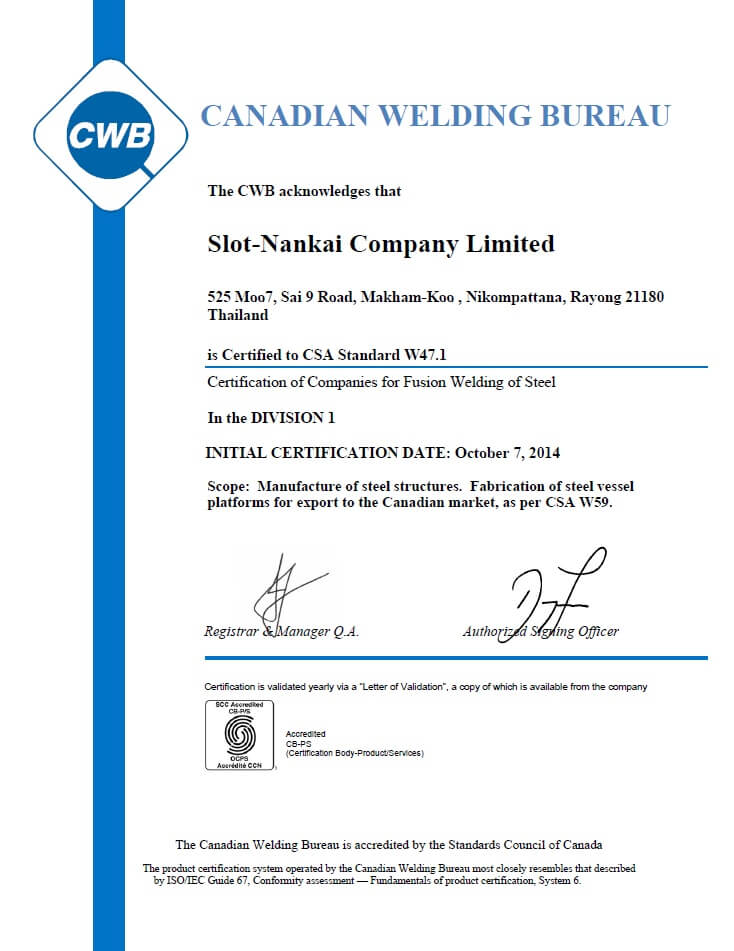 CWB
CANADIAN WELDING BUREAU
The CWB acknowledges that
Slot-Nankai Company Limited
525 Moo7, Sai 9 Road, Makham-Koo , Nikompattana, Rayong 21180
Thailand
is Certified to CSA Standard W47.1
Certification of Companies for Fusion Welding of Steel
In the DIVISION 1
INITIAL CERTIFICATION DATE: October 7, 2014
Scope:  Manufacture of steel structures.  Fabrication of steel vessel
platforms for export to the Canadian market, as per CSA W59.
Registrar & Manager Q.A.
Authorized Signing Officer
Certification is validated yearly via a "Letter of Validation", a copy of which is available from the company
SCC Accredited
CB-P/S
OCPS
Accrédité CCN
Accredited
CB-PS
(Certification Body-Product/Services)
The Canadian Welding Bureau is accredited by the Standards Council of Canada
The product certification system operated by the Canadian Welding Bureau most closely resembles that described
by ISO/IEC Guide 67, Conformity assessment — Fundamentals of product certification, System 6.